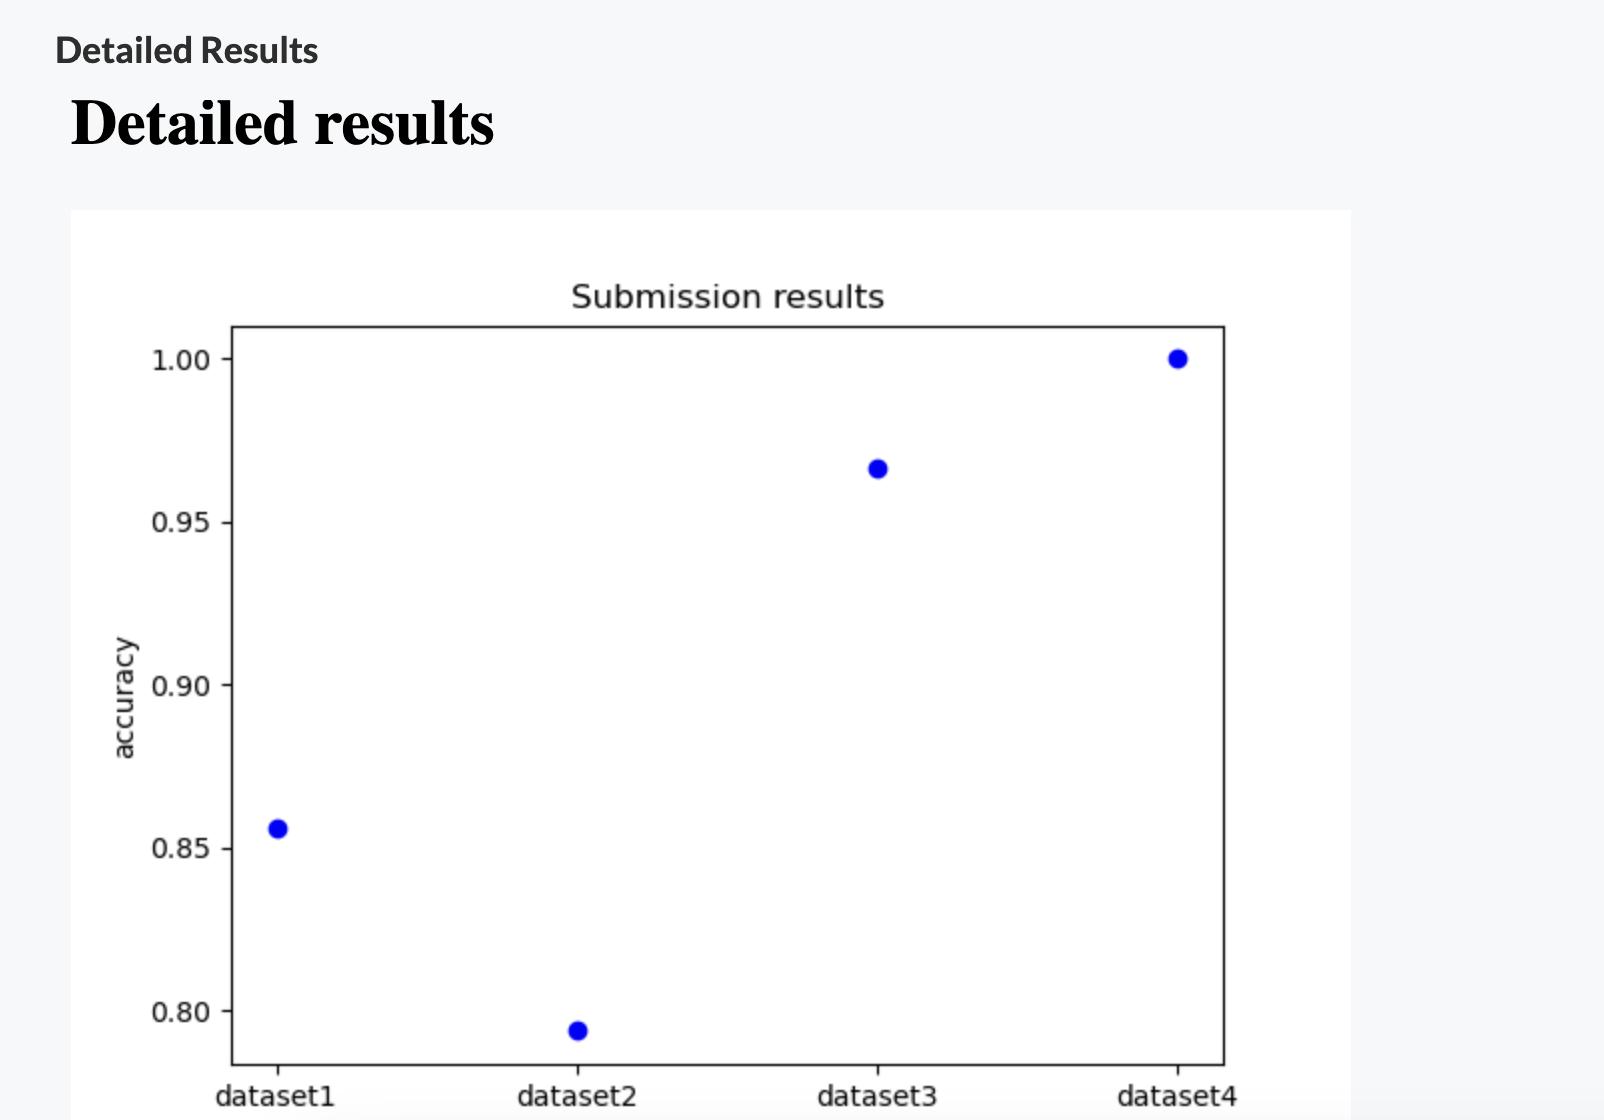 Detailed Results
Detailed results
Submission results
1.00
0.95
0.90
0.85
0.80
accuracy
dataset1 dataset2 dataset3 dataset4